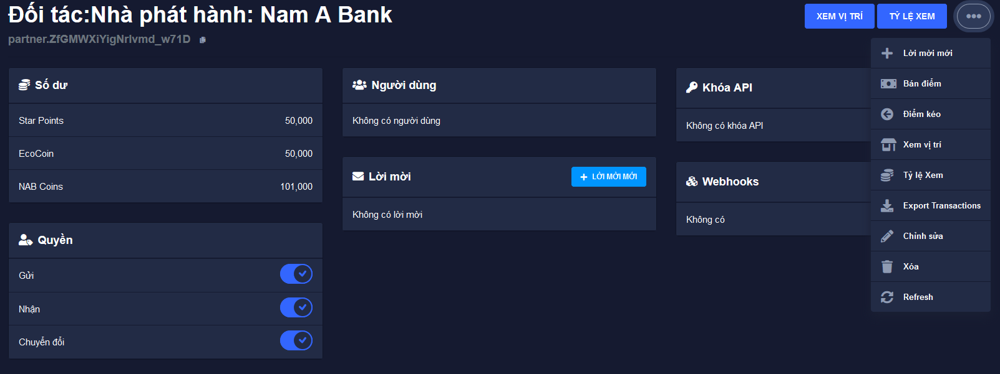 Đối tác:Nhà phát hành: Nam A Bank
partner.ZfGMWXiYigNrlvmd_w71D
XEM VỊ TRÍ
TỶ LỆ XEM
Số dư
Star Points 50,000
EcoCoin 50,000
NAB Coins 101,000
Quyền
Gửi
Nhận
Chuyển đổi
Người dùng
Không có người dùng
Lời mời
LỜI MỜI MỚI
Không có lời mời
Khóa API
Không có khóa API
Webhooks
Không có
Lời mời mới
Bán điểm
Điểm kéo
Xem vị trí
Tỷ lệ Xem
Export Transactions
Chỉnh sửa
Xóa
Refresh